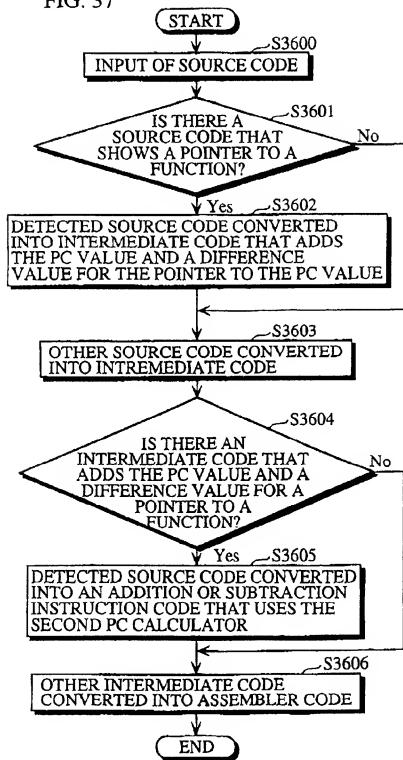 FIG. 37
START
S3600
INPUT OF SOURCE CODE
S3601
IS THERE A
SOURCE CODE THAT
SHOWS A POINTER TO A
FUNCTION?
No
Yes
S3602
DETECTED SOURCE CODE CONVERTED
INTO INTERMEDIATE CODE THAT ADDS
THE PC VALUE AND A DIFFERENCE
VALUE FOR THE POINTER TO THE PC VALUE
S3603
OTHER SOURCE CODE CONVERTED
INTO INTREMEDIATE CODE
S3604
IS THERE AN
INTERMEDIATE CODE THAT
ADDS THE PC VALUE AND A
DIFFERENCE VALUE FOR A
POINTER TO A
FUNCTION?
No
Yes
S3605
DETECTED SOURCE CODE CONVERTED
INTO AN ADDITION OR SUBTRACTION
INSTRUCTION CODE THAT USES THE
SECOND PC CALCULATOR
S3606
OTHER INTERMEDIATE CODE
CONVERTED INTO ASSEMBLER CODE
END